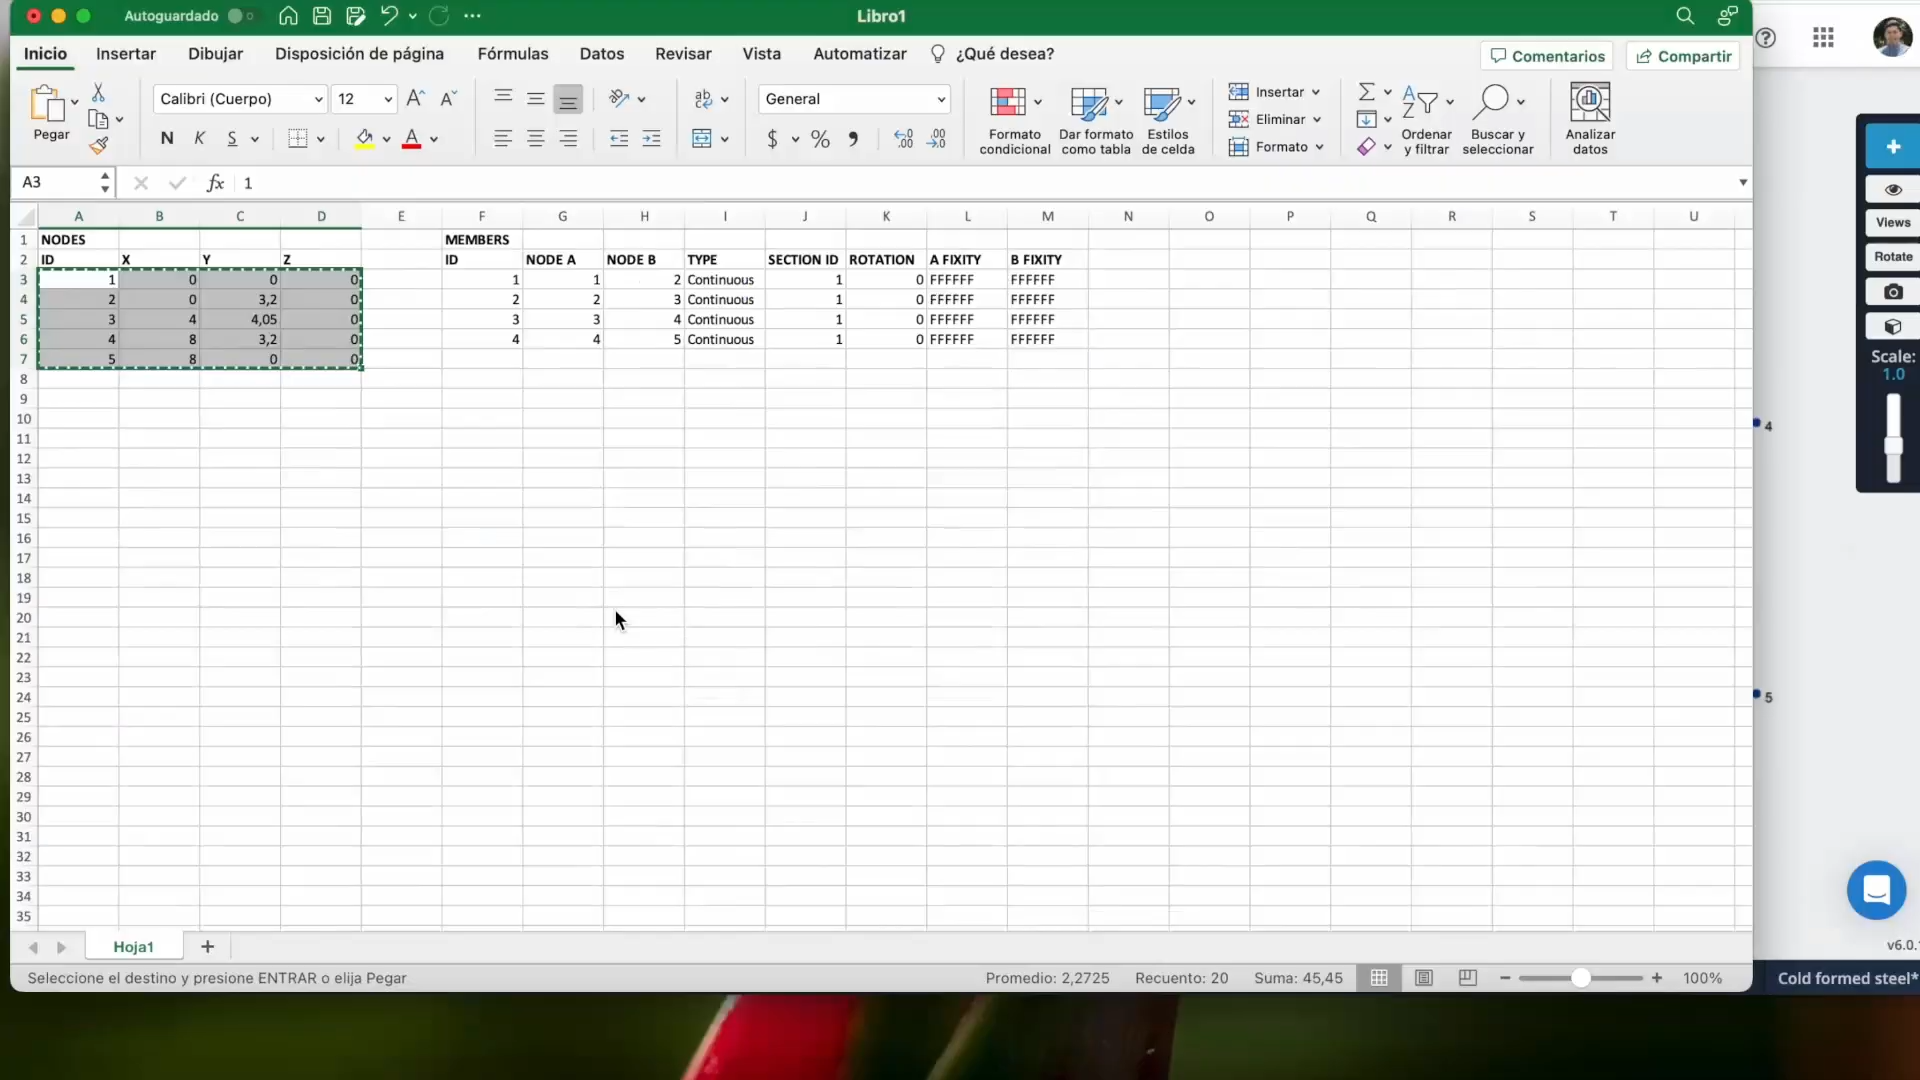 Autoguardado
Libro1
Inicio Insertar Dibujar Disposición de página Fórmulas Datos Revisar Vista Automatizar ¿Qué desea? Comentarios Compartir
Pegar
Calibri (Cuerpo) 12
N K S
General
$ % 
Formato condicional
Dar formato como tabla
Estilos de celda
Insertar
Eliminar
Formato
Ordenar y filtrar
Buscar y seleccionar
Analizar datos
A3 fx 1
A B C D E F G H I J K L M N O P Q R S T U
1 NODES MEMBERS
2 ID X Y Z ID NODE A NODE B TYPE SECTION ID ROTATION A FIXITY B FIXITY
3 1 0 0 0 1 1 2 Continuous 1 0 FFFFFF FFFFFF
4 2 0 3,2 0 2 2 3 Continuous 1 0 FFFFFF FFFFFF
5 3 4 4,05 0 3 3 4 Continuous 1 0 FFFFFF FFFFFF
6 4 8 3,2 0 4 4 5 Continuous 1 0 FFFFFF FFFFFF
7 5 8 0 0
8
9
10
11
12
13
14
15
16
17
18
19
20
21
22
23
24
25
26
27
28
29
30
31
32
33
34
35
Hoja1
Seleccione el destino y presione ENTRAR o elija Pegar Promedio: 2,2725 Recuento: 20 Suma: 45,45 100%
Views
Rotate
Scale:
1.0
4
5
v6.0.
Cold formed steel*